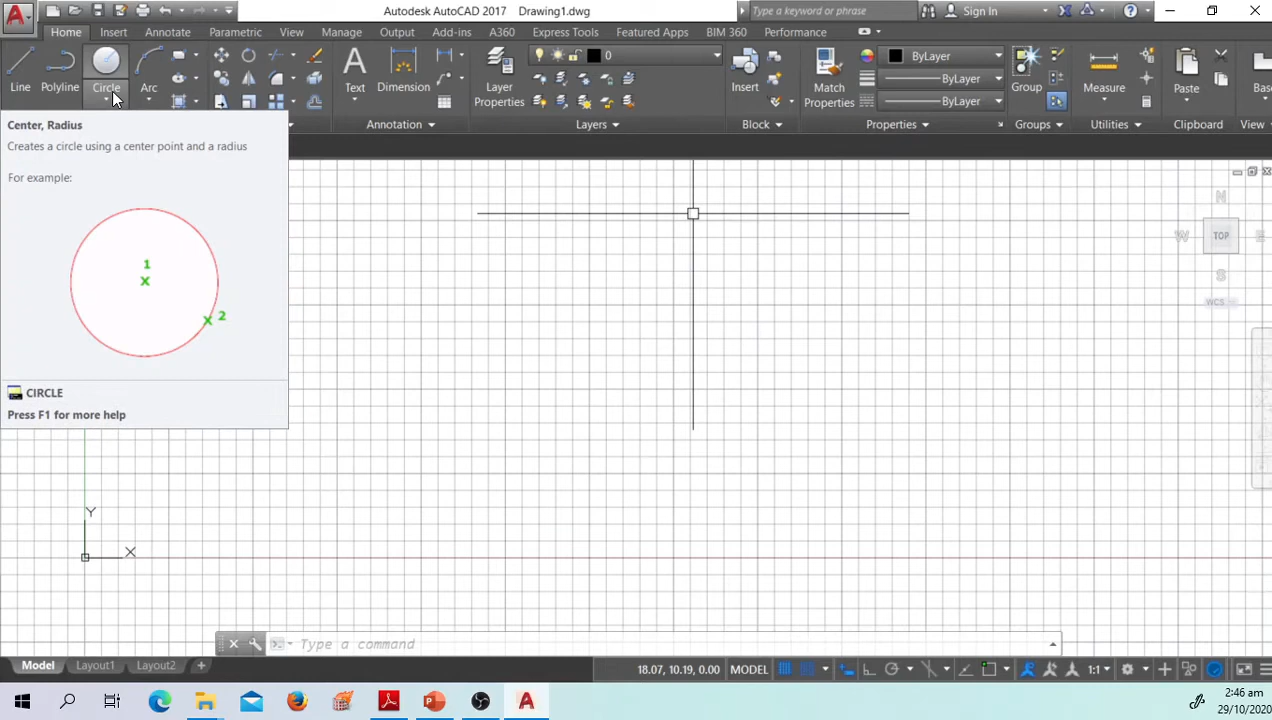 Autodesk AutoCAD 2017 Drawing1.dwg
Type a keyword or phrase
Sign In
Home Insert Annotate Parametric View Manage Output Add-ins A360 Express Tools Featured Apps BIM 360 Performance
Line Polyline Circle Arc
Text Dimension
Layer
Properties
0
Insert
Match
Properties
ByLayer
ByLayer
ByLayer
Group
Measure
Paste
Base
Annotation
Layers
Block
Properties
Groups
Utilities
Clipboard
View
Center, Radius
Creates a circle using a center point and a radius
For example:
1
2
CIRCLE
Press F1 for more help
N
W TOP E
S
WCS
Y
X
Type a command
Model Layout1 Layout2 +
18.07, 10.19, 0.00 MODEL
1:1
2:46 am
29/10/2020